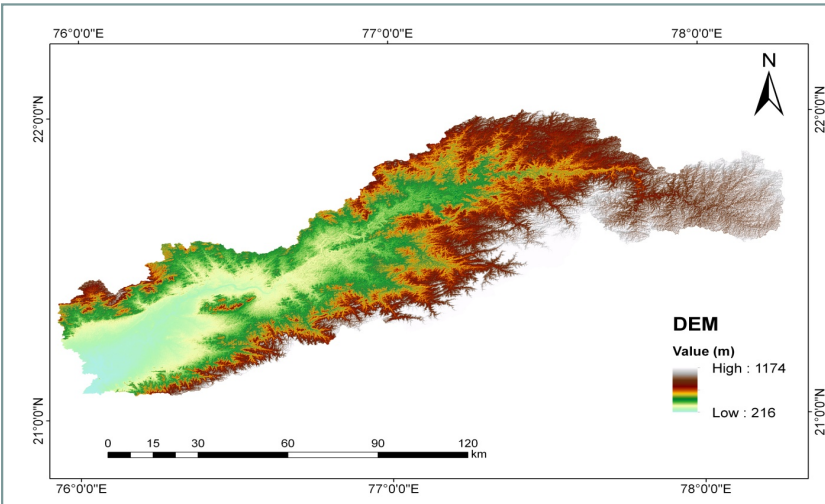 76°0'0"E 77°0'0"E 78°0'0"E
N
22°0'0"N 22°0'0"N
DEM
Value (m)
High : 1174
Low : 216
21°0'0"N 21°0'0"N
0 15 30 60 90 120
km
76°0'0"E 77°0'0"E 78°0'0"E